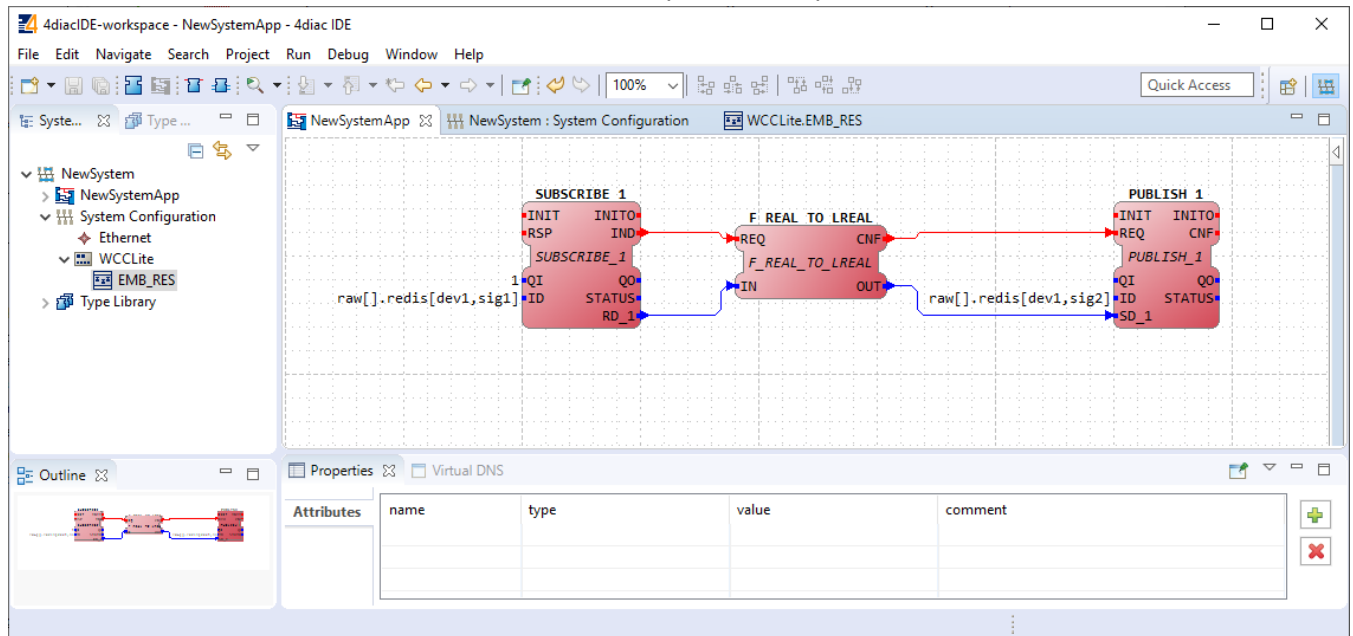 4diacIDE-workspace - NewSystemApp - 4diac IDE
File Edit Navigate Search Project Run Debug Window Help
100%
Quick Access
Syste...
Type ...
NewSystemApp
NewSystem : System Configuration
WCCLite.EMB_RES
NewSystem
NewSystemApp
System Configuration
Ethernet
WCCLite
EMB_RES
Type Library
SUBSCRIBE_1
INIT INITO
RSP IND
SUBSCRIBE_1
1 QI QO
raw[].redis[dev1,sig1] ID STATUS
RD_1
F_REAL_TO_LREAL
REQ CNF
F_REAL_TO_LREAL
IN OUT
PUBLISH_1
INIT INITO
REQ CNF
PUBLISH_1
QI QO
raw[].redis[dev1,sig2] ID STATUS
SD_1
Outline
Properties
Virtual DNS
Attributes
name type value comment